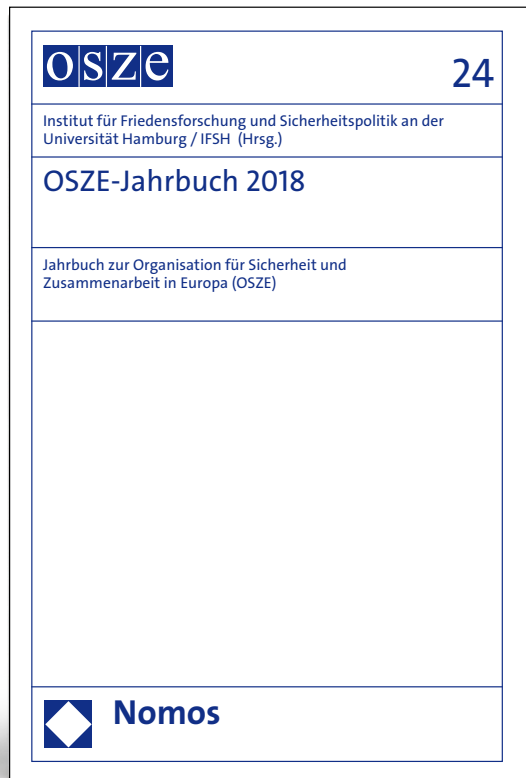 osze
24
Institut für Friedensforschung und Sicherheitspolitik an der
Universität Hamburg / IFSH (Hrsg.)
OSZE-Jahrbuch 2018
Jahrbuch zur Organisation für Sicherheit und
Zusammenarbeit in Europa (OSZE)
Nomos